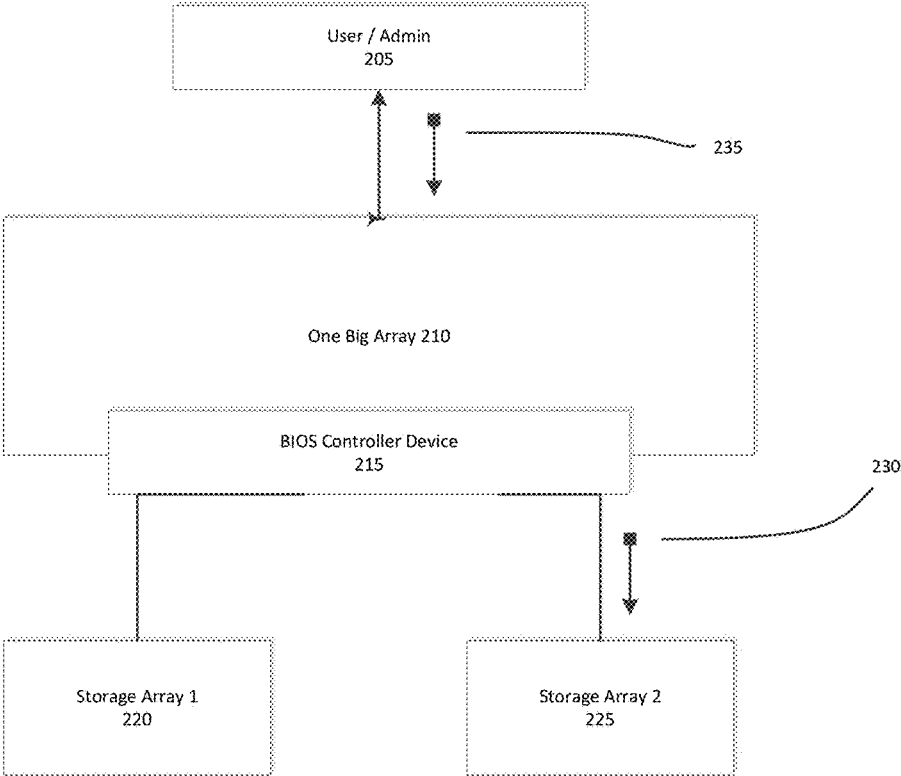 User / Admin
205
235
One Big Array 210
BIOS Controller Device
215
230
Storage Array 1
220
Storage Array 2
225